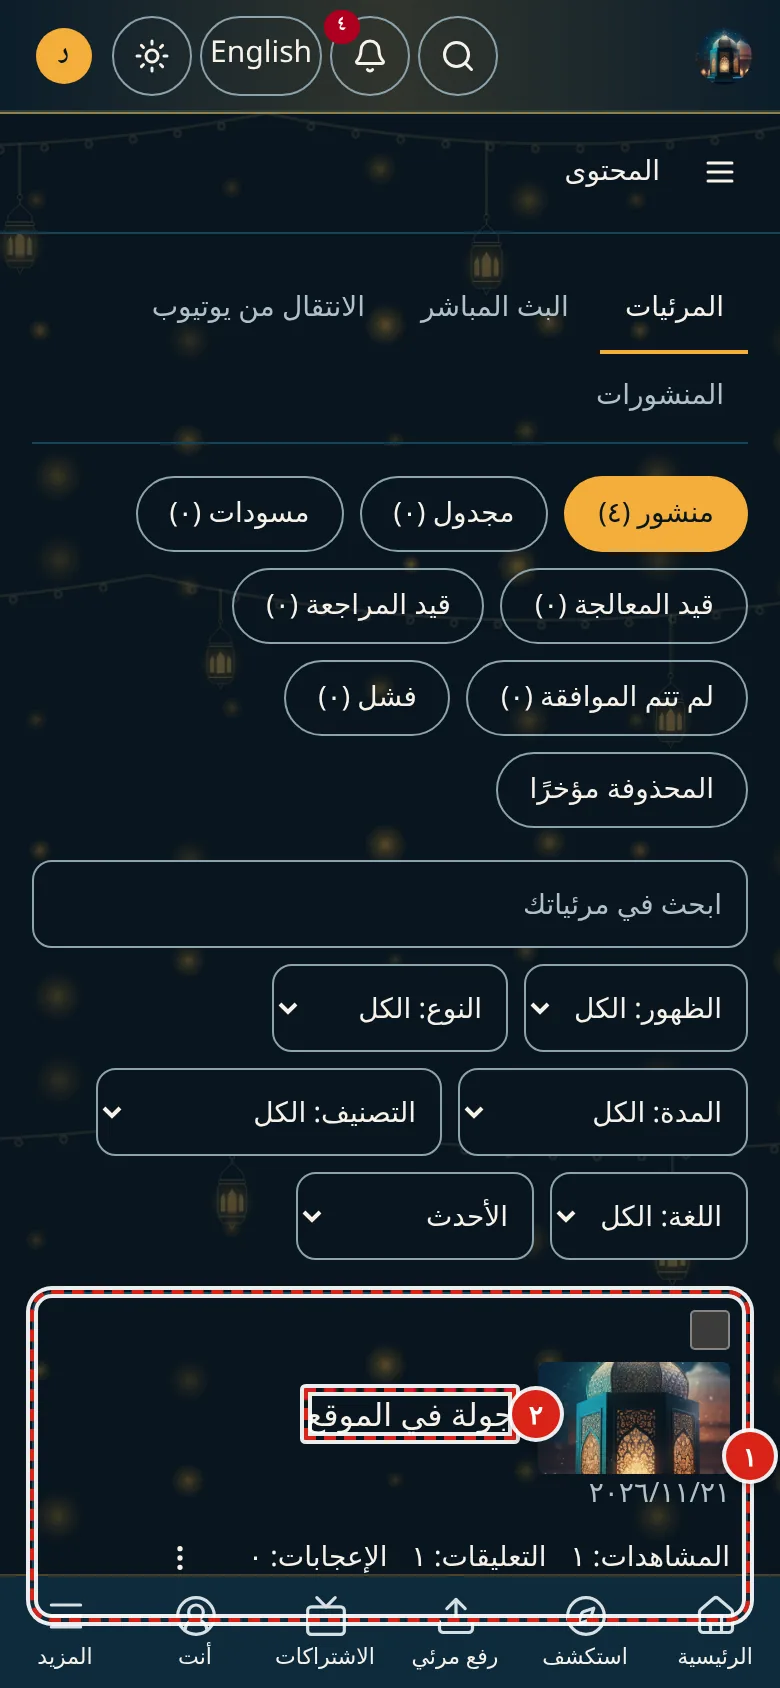 ر
English
٤
المحتوى
المرئيات
البث المباشر
الانتقال من يوتيوب
المنشورات
منشور (٤)
مجدول (٠)
مسودات (٠)
قيد المعالجة (٠)
قيد المراجعة (٠)
لم تتم الموافقة (٠)
فشل (٠)
المحذوفة مؤخرًا
ابحث في مرئياتك
الظهور: الكل
النوع: الكل
المدة: الكل
التصنيف: الكل
اللغة: الكل
الأحدث
جولة في الموقع
٢
١
٢٠٢٦/١١/٢١
المشاهدات: ١ التعليقات: ١ الإعجابات: ٠
الرئيسية
استكشف
رفع مرئي
الاشتراكات
أنت
المزيد